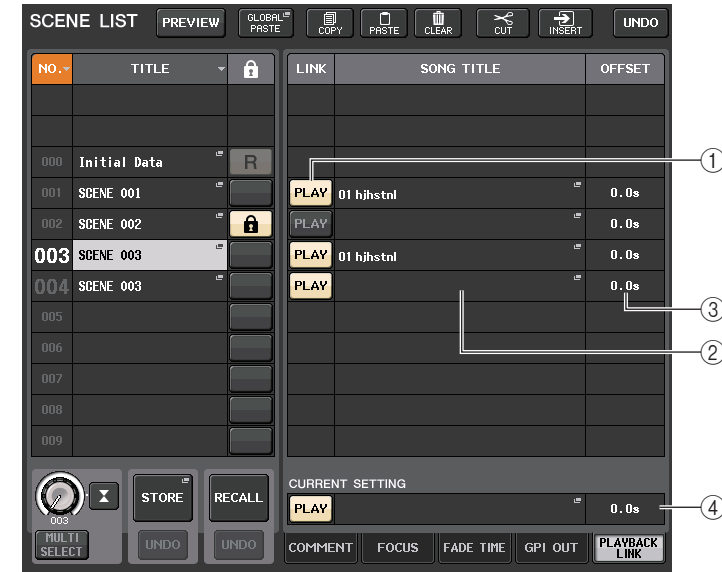 SCENE LIST PREVIEW GLOBAL PASTE COPY PASTE CLEAR CUT INSERT UNDO
NO. TITLE LINK SONG TITLE OFFSET
000 Initial Data R
001 SCENE 001 PLAY 01 hjhstnl 0.0s
002 SCENE 002 PLAY 0.0s
003 SCENE 003 PLAY 01 hjhstnl 0.0s
004 SCENE 003 PLAY 0.0s
005
006
007
008
009
1
3
2
4
003
MULTI SELECT
STORE
UNDO
RECALL
UNDO
CURRENT SETTING
PLAY 0.0s
COMMENT FOCUS FADE TIME GPI OUT PLAYBACK LINK